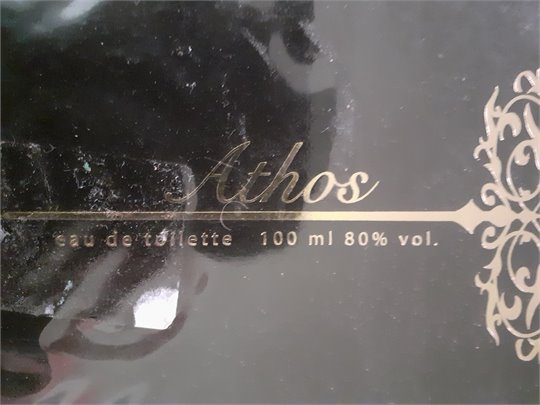 Athos
eau de toilette 100 ml 80% vol.